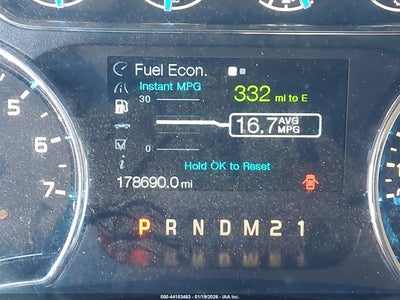 Fuel Econ.
Instant MPG
30
332 mi to E
16.7 AVG MPG
0
Hold OK to Reset
178690.0 mi
P R N D M 2 1
5
6
7
000-44183463 - 01/19/2026 - IAA Inc.